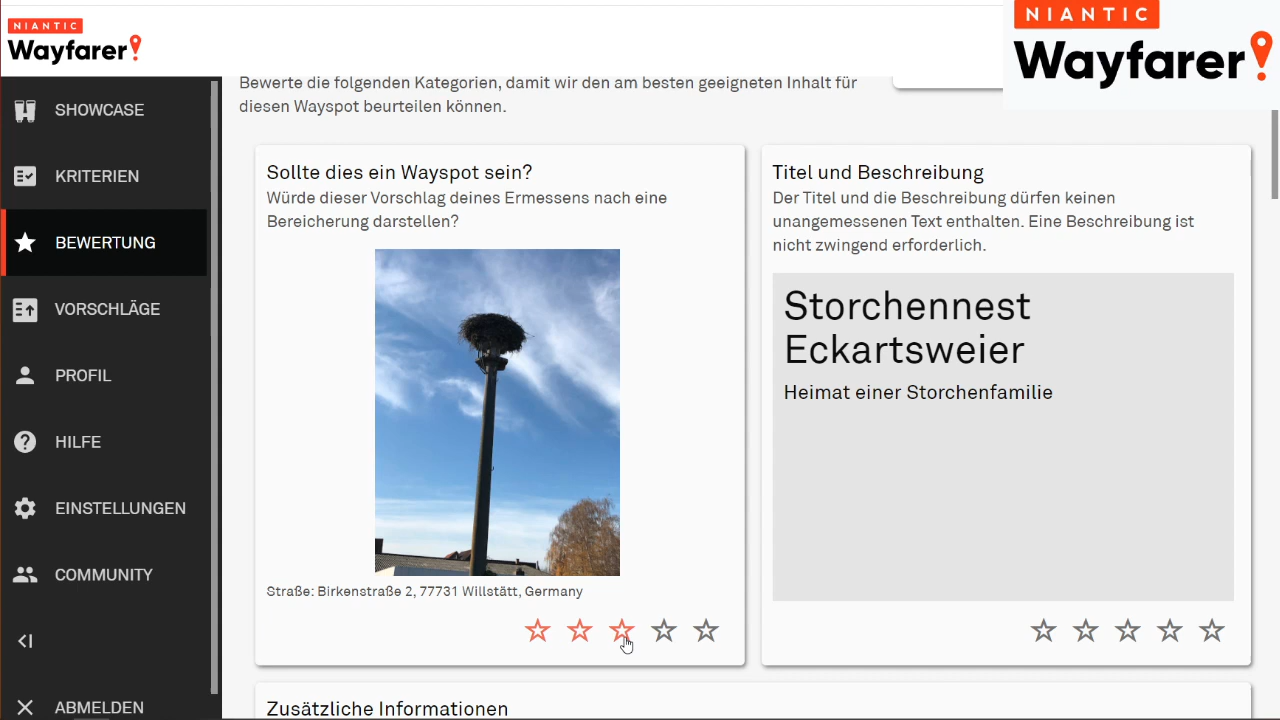 NIANTIC
Wayfarer
NIANTIC
Wayfarer
SHOWCASE
KRITERIEN
BEWERTUNG
VORSCHLÄGE
PROFIL
HILFE
EINSTELLUNGEN
COMMUNITY
ABMELDEN
Bewerte die folgenden Kategorien, damit wir den am besten geeigneten Inhalt für
diesen Wayspot beurteilen können.
Sollte dies ein Wayspot sein?
Würde dieser Vorschlag deines Ermessens nach eine
Bereicherung darstellen?
Straße: Birkenstraße 2, 77731 Willstätt, Germany
Titel und Beschreibung
Der Titel und die Beschreibung dürfen keinen
unangemessenen Text enthalten. Eine Beschreibung ist
nicht zwingend erforderlich.
Storchennest
Eckartsweier
Heimat einer Storchenfamilie
Zusätzliche Informationen